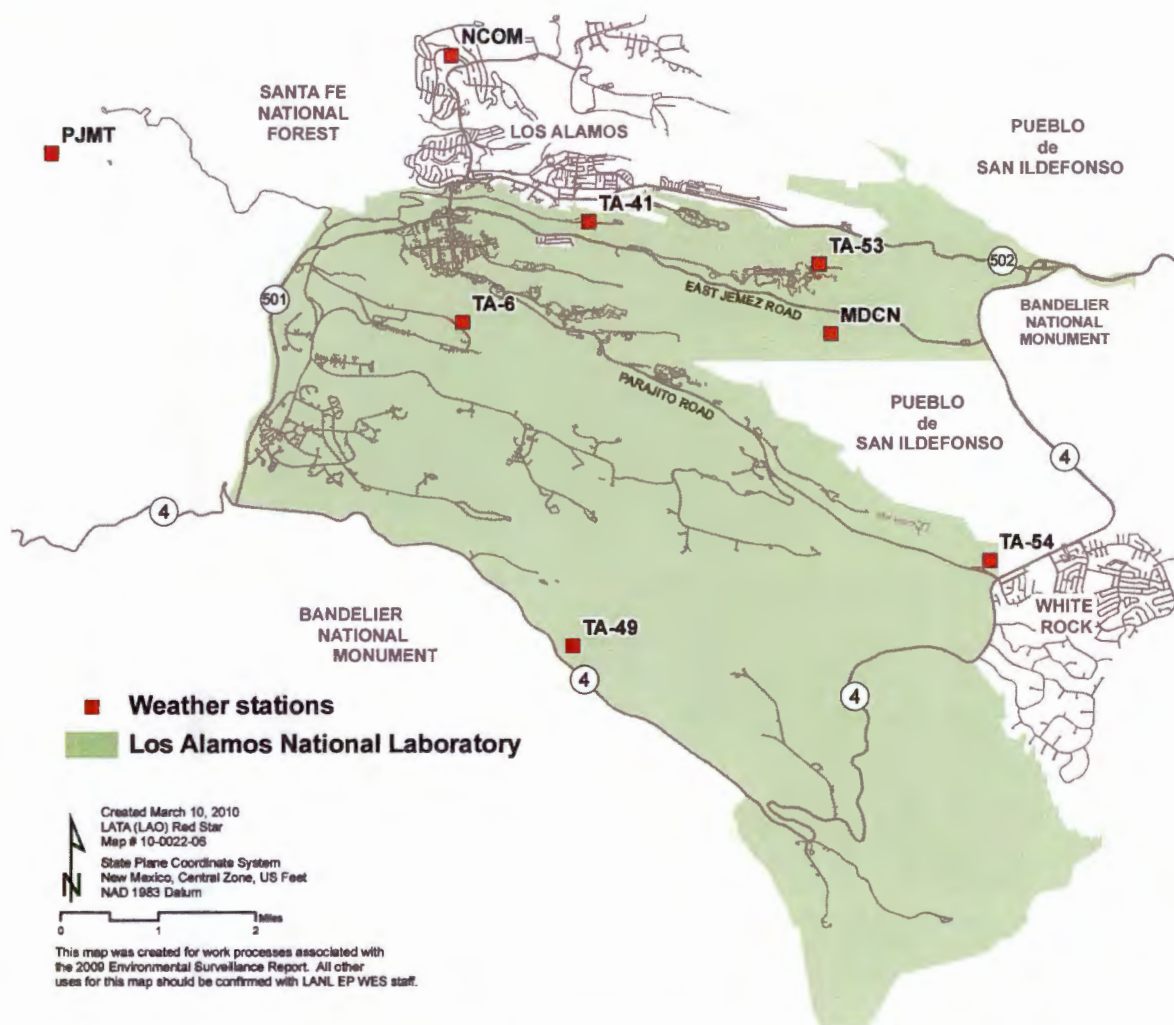 NCOM
SANTA FE
NATIONAL
FOREST
PJMT
LOS ALAMOS
PUEBLO
de
SAN ILDEFONSO
TA-41
TA-53
502
501
TA-6
EAST JEMEZ ROAD
MDCN
BANDELIER
NATIONAL
MONUMENT
PARAJITO ROAD
PUEBLO
de
SAN ILDEFONSO
4
4
TA-54
WHITE
ROCK
BANDELIER
NATIONAL
MONUMENT
TA-49
4
4
Weather stations
Los Alamos National Laboratory
Created March 10, 2010
LATA (LAO) Red Star
Map # 10-0022-06
State Plane Coordinate System
New Mexico, Central Zone, US Feet
NAD 1983 Datum
N
Miles
0 1 2
This map was created for work processes associated with
the 2009 Environmental Surveillance Report. All other
uses for this map should be confirmed with LANL EP WES staff.